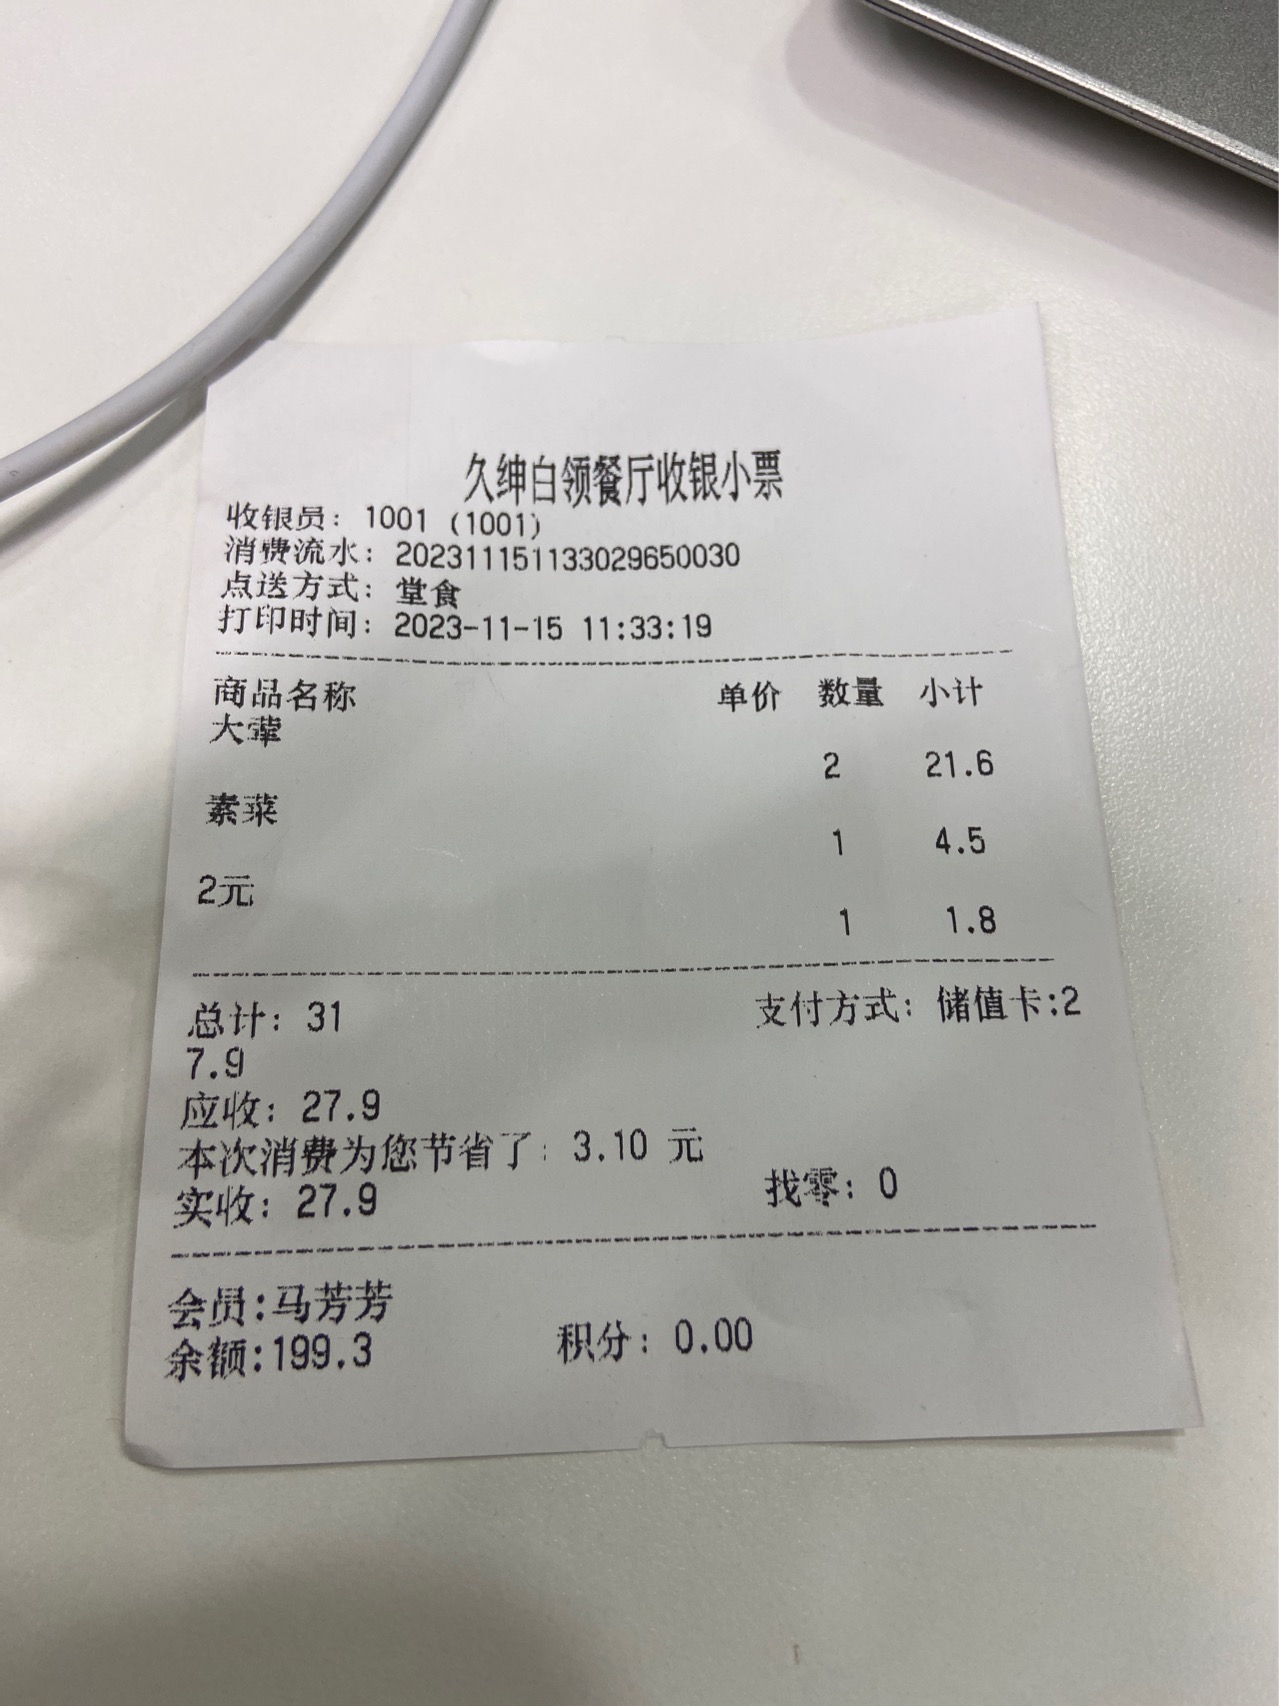 久绅白领餐厅收银小票
收银员: 1001 (1001)
消费流水: 202311151133029650030
点送方式: 堂食
打印时间: 2023-11-15 11:33:19
商品名称 单价 数量 小计
大荤
2 21.6
素菜
1 4.5
2元
1 1.8
总计: 31 支付方式: 储值卡:2
7.9
应收: 27.9
本次消费为您节省了: 3.10 元
实收: 27.9 找零: 0
会员:马芳芳
余额:199.3 积分: 0.00